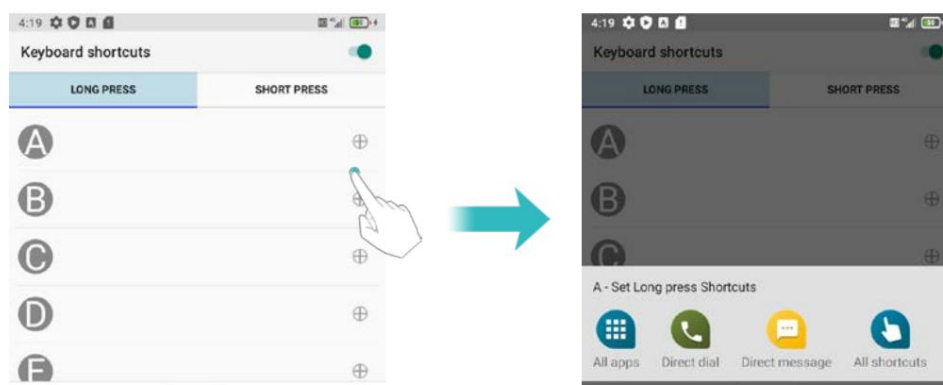 4:19
Keyboard shortcuts
LONG PRESS SHORT PRESS
A
B
C
D
4:19
Keyboard shortcuts
LONG PRESS SHORT PRESS
A
B
C
A - Set Long press Shortcuts
All apps Direct dial Direct message All shortcuts